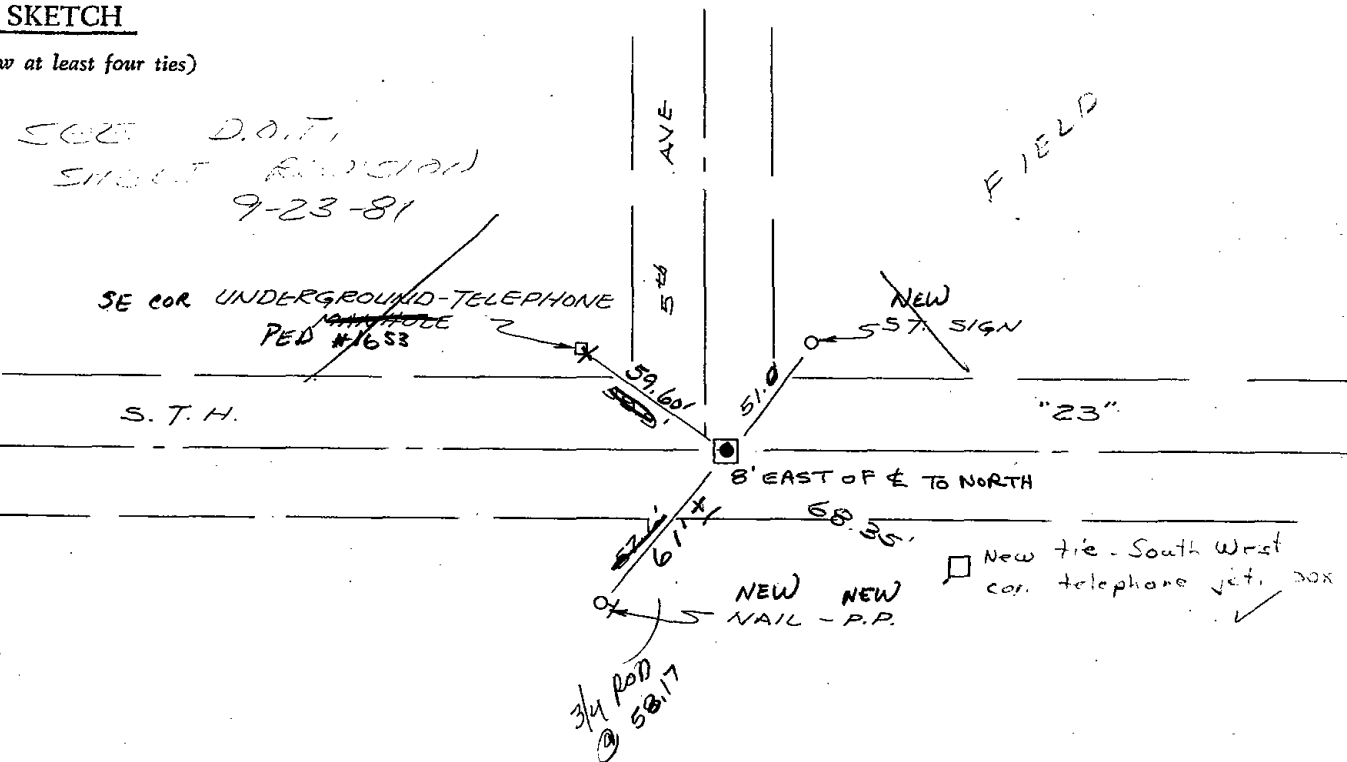 SKETCH
w at least four ties)
D.O.T.
9-23-81
AVE
5th
FIELD
SE COR UNDERGROUND-TELEPHONE
PED MANHOLE
#1653
NEW
ST. SIGN
59.60'
51.0
S. T. H.
"23"
8' EAST OF ℄ TO NORTH
61'
68.35'
New tie - South West
cor. telephone jct. box
NEW NEW
NAIL - P.P.
3/4 ROD
@ 58.17